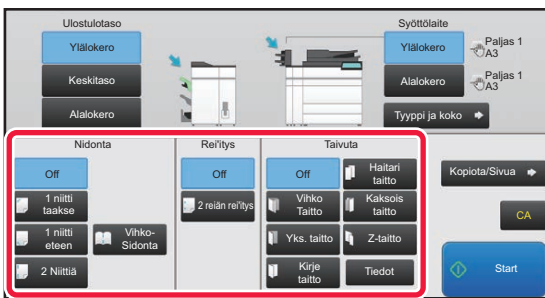 Ulostulotaso
Ylälokero
Keskitaso
Alalokero
Syöttölaite
Ylälokero
Paljas 1
A3
Alalokero
Paljas 1
A3
Tyyppi ja koko
Nidonta
Off
1 niitti
taakse
1 niitti
eteen
2 Niittiä
Vihko-
Sidonta
Rei'itys
Off
2 reiän rei'itys
Taivuta
Off
Haitari
taitto
Vihko
Taitto
Kaksois
taitto
Yks. taitto
Z-taitto
Kirje
taitto
Tiedot
Kopiota/Sivua
CA
Start